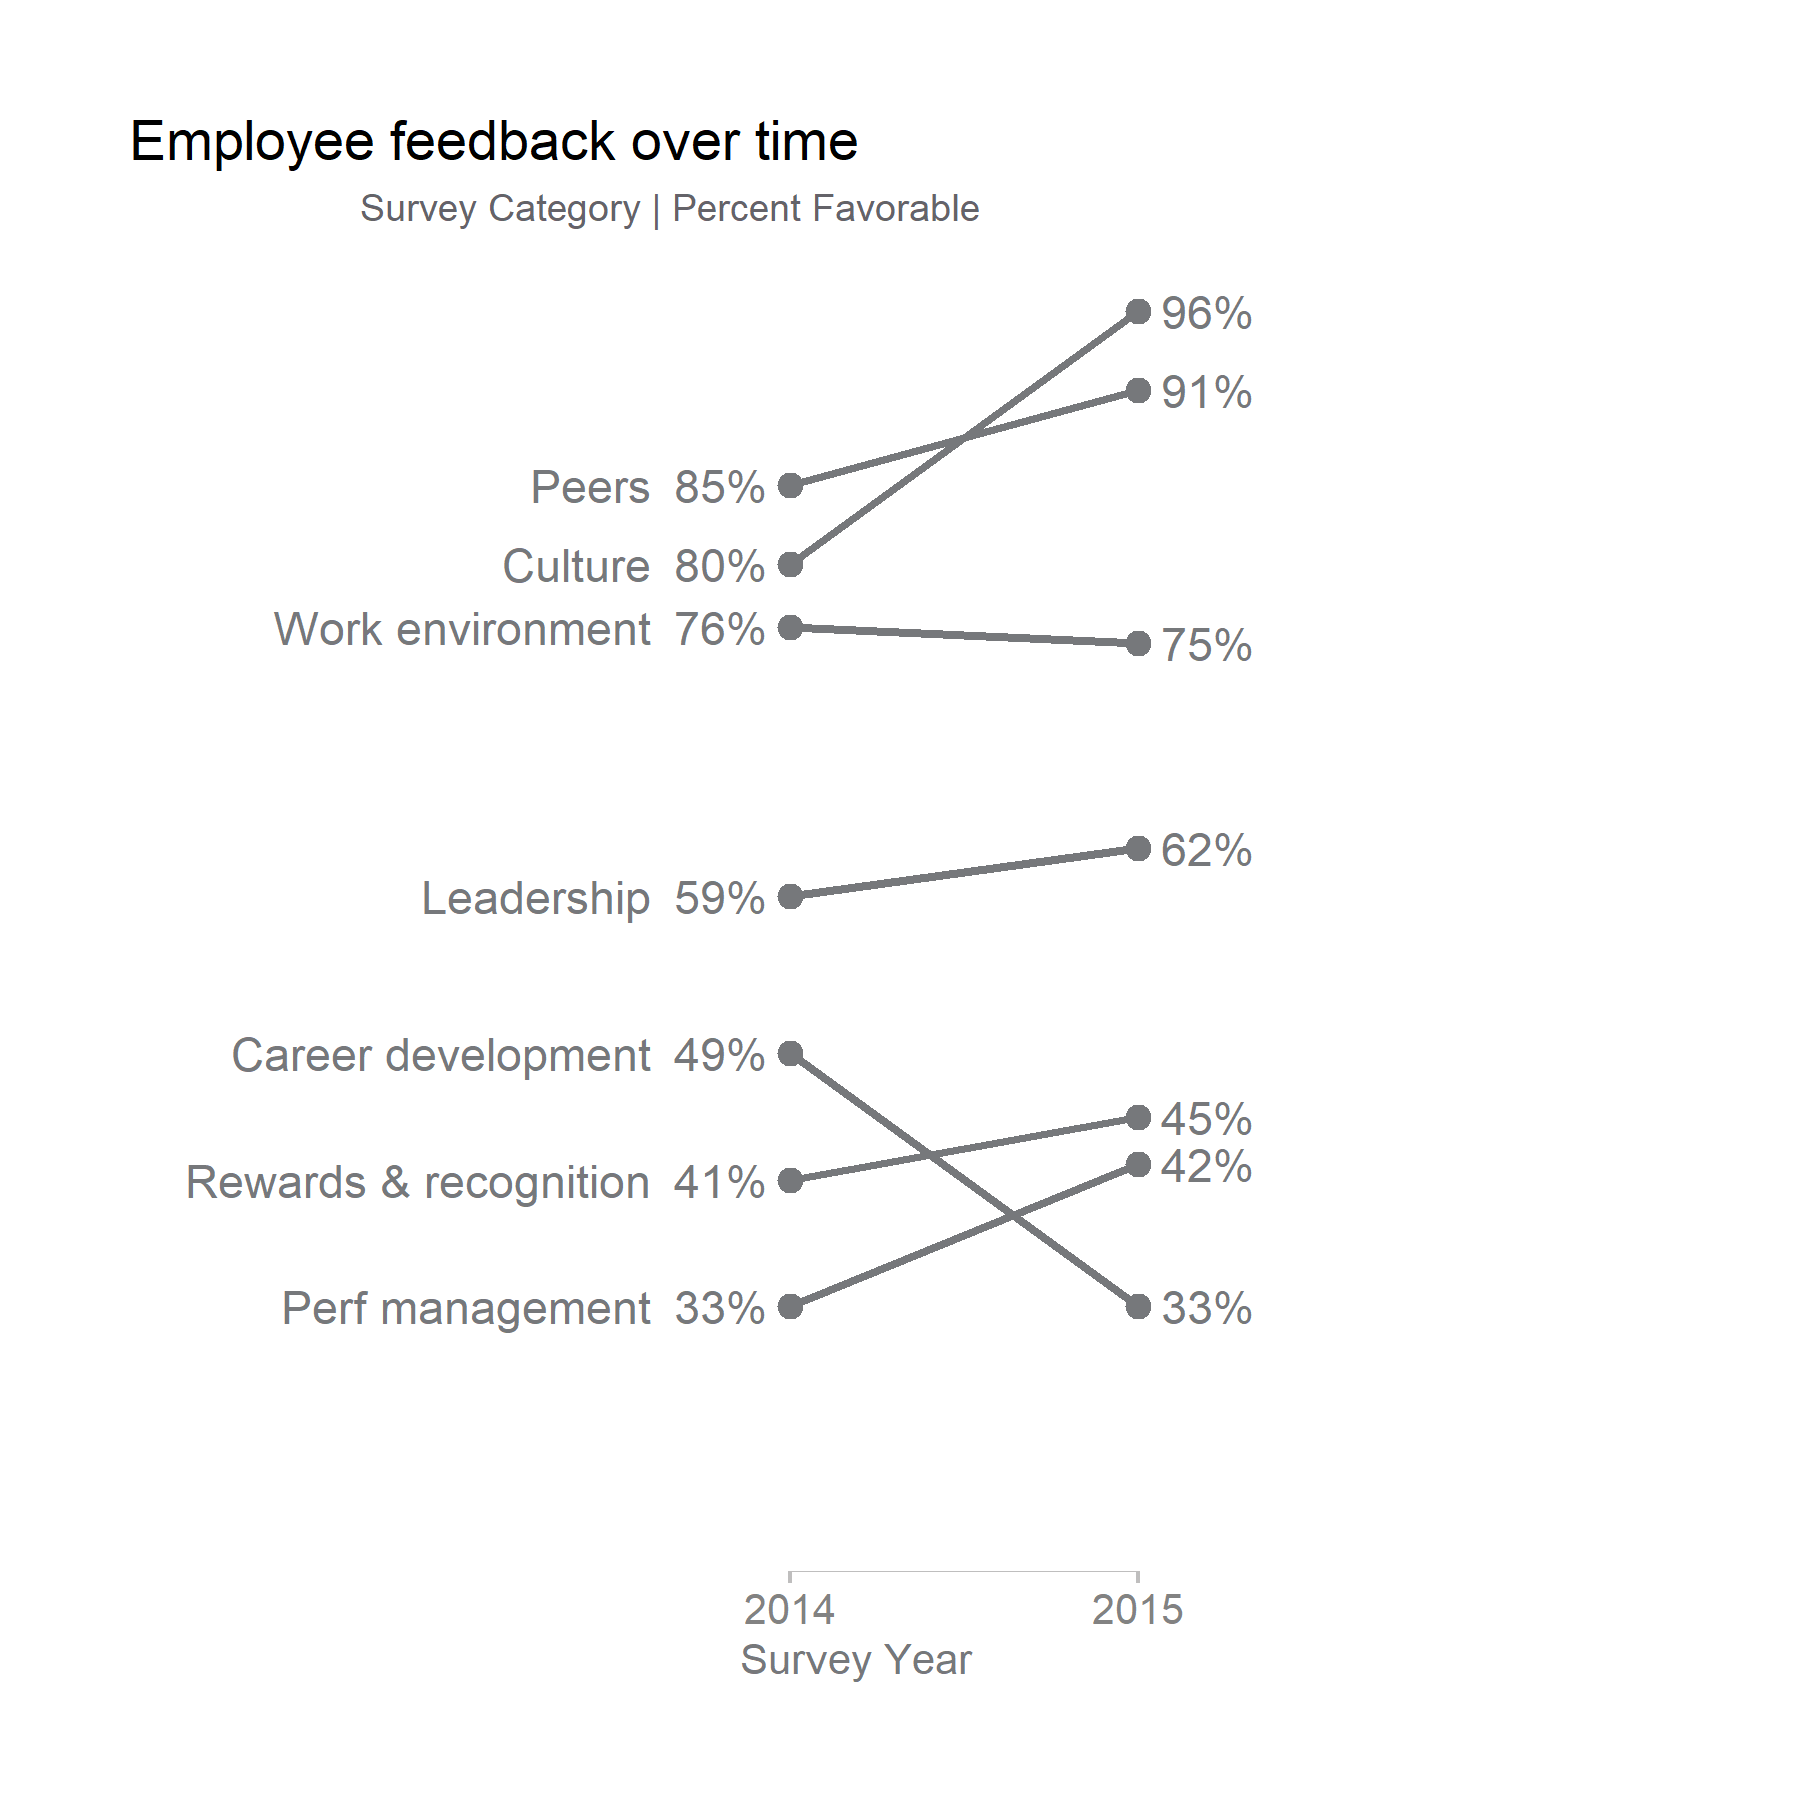 Employee feedback over time
Survey Category | Percent Favorable
96%
91%
Peers 85%
Culture 80%
Work environment 76%
75%
62%
Leadership 59%
Career development 49%
45%
42%
Rewards & recognition 41%
Perf management 33% 33%
2014 2015
Survey Year